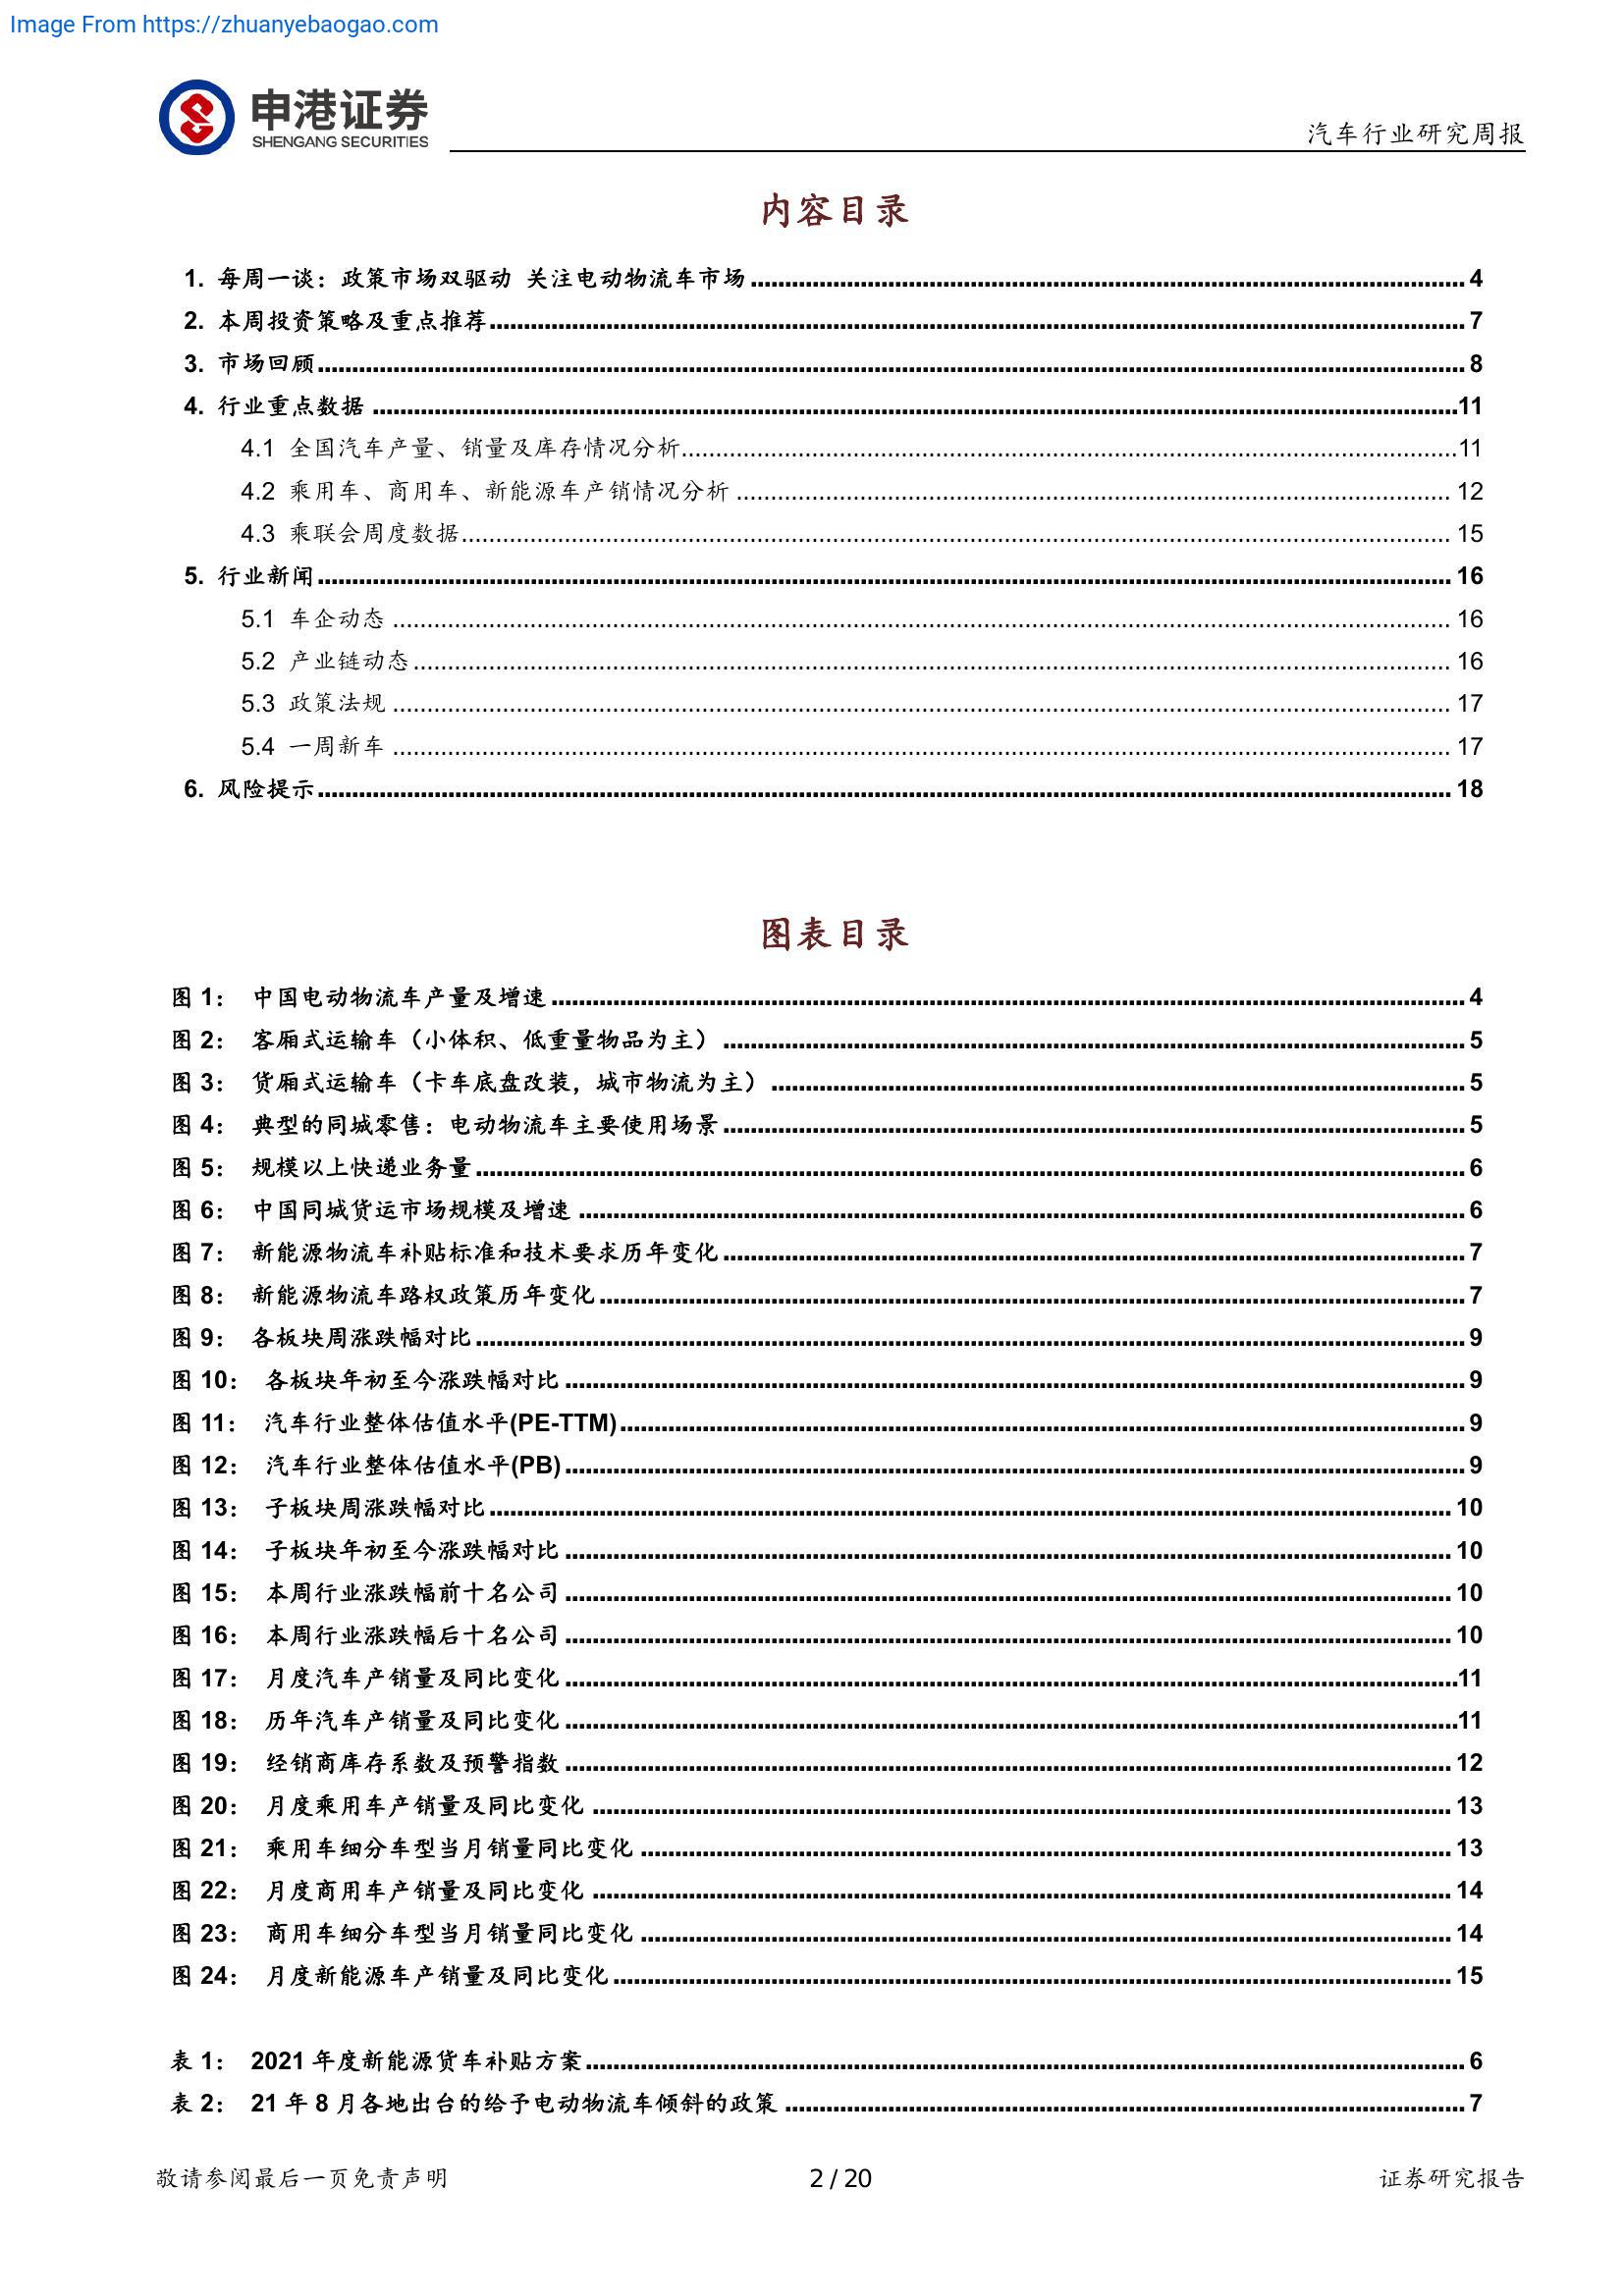 Image From https://zhuanyebaogao.com
申港证券
SHENGANG SECURITIES
汽车行业研究周报
内容目录
1. 每周一谈：政策市场双驱动 关注电动物流车市场 4
2. 本周投资策略及重点推荐 7
3. 市场回顾 8
4. 行业重点数据 11
4.1 全国汽车产量、销量及库存情况分析 11
4.2 乘用车、商用车、新能源车产销情况分析 12
4.3 乘联会周度数据 15
5. 行业新闻 16
5.1 车企动态 16
5.2 产业链动态 16
5.3 政策法规 17
5.4 一周新车 17
6. 风险提示 18
图表目录
图 1： 中国电动物流车产量及增速 4
图 2： 客厢式运输车（小体积、低重量物品为主） 5
图 3： 货厢式运输车（卡车底盘改装，城市物流为主） 5
图 4： 典型的同城零售：电动物流车主要使用场景 5
图 5： 规模以上快递业务量 6
图 6： 中国同城货运市场规模及增速 6
图 7： 新能源物流车补贴标准和技术要求历年变化 7
图 8： 新能源物流车路权政策历年变化 7
图 9： 各板块周涨跌幅对比 9
图 10： 各板块年初至今涨跌幅对比 9
图 11： 汽车行业整体估值水平(PE-TTM) 9
图 12： 汽车行业整体估值水平(PB) 9
图 13： 子板块周涨跌幅对比 10
图 14： 子板块年初至今涨跌幅对比 10
图 15： 本周行业涨跌幅前十名公司 10
图 16： 本周行业涨跌幅后十名公司 10
图 17： 月度汽车产销量及同比变化 11
图 18： 历年汽车产销量及同比变化 11
图 19： 经销商库存系数及预警指数 12
图 20： 月度乘用车产销量及同比变化 13
图 21： 乘用车细分车型当月销量同比变化 13
图 22： 月度商用车产销量及同比变化 14
图 23： 商用车细分车型当月销量同比变化 14
图 24： 月度新能源车产销量及同比变化 15
表 1： 2021 年度新能源货车补贴方案 6
表 2： 21 年 8 月各地出台的给予电动物流车倾斜的政策 7
敬请参阅最后一页免责声明
2 / 20
证券研究报告